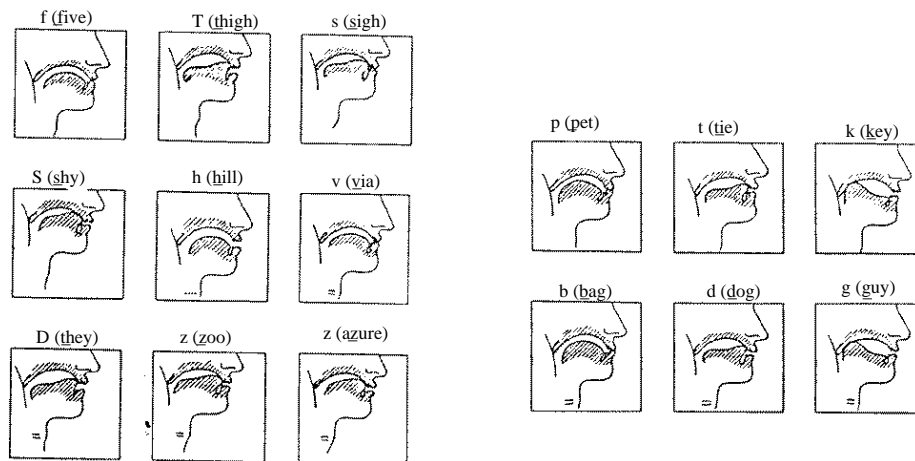 f (five) T (thigh) s (sigh)
S (shy) h (hill) v (via)
D (they) z (zoo) z (azure)
p (pet) t (tie) k (key)
b (bag) d (dog) g (guy)